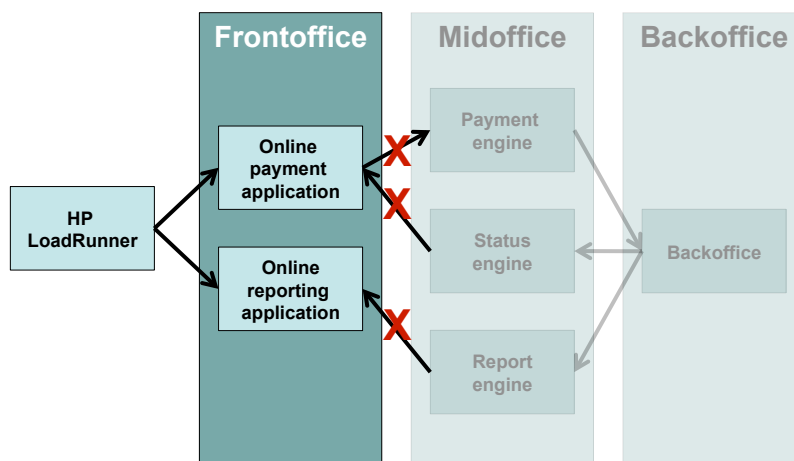 Frontoffice
Midoffice
Backoffice
Online
payment
application
Payment
engine
HP
LoadRunner
Status
engine
Backoffice
Online
reporting
application
Report
engine